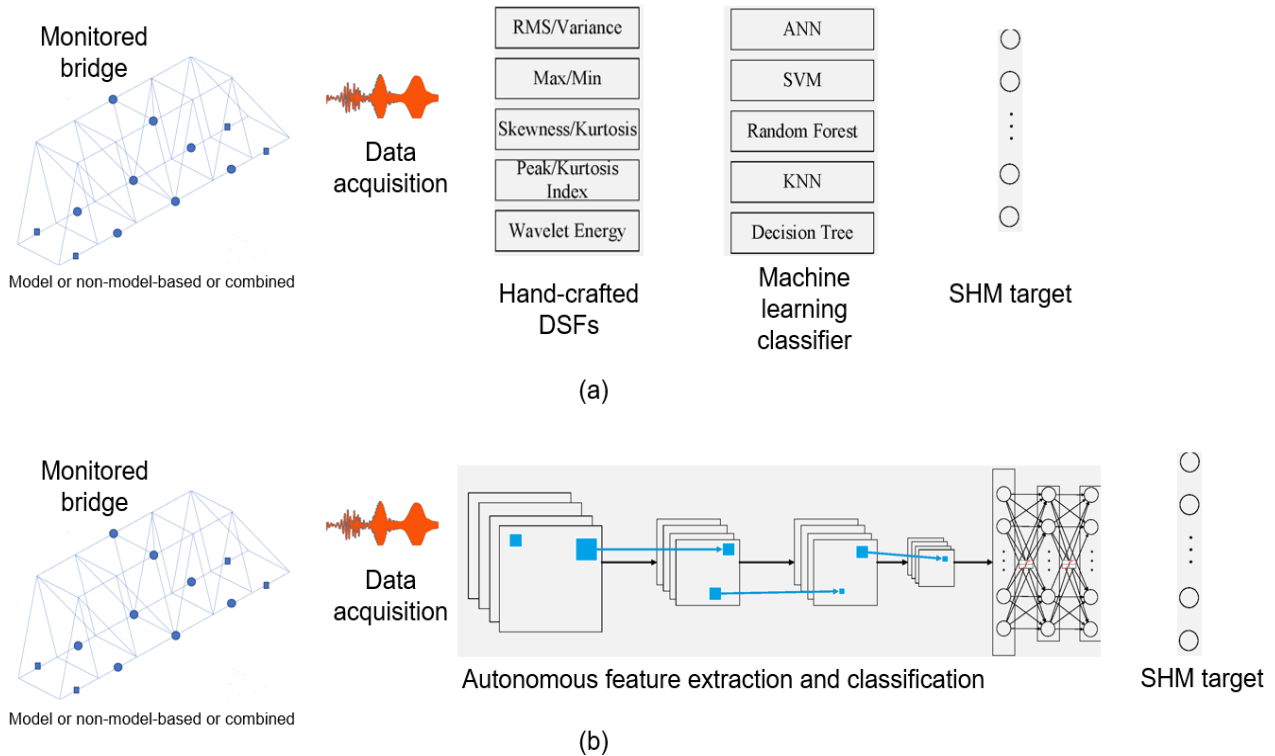 Monitored
bridge
Model or non-model-based or combined
Data
acquisition
RMS/Variance
Max/Min
Skewness/Kurtosis
Peak/Kurtosis
Index
Wavelet Energy
Hand-crafted
DSFs
ANN
SVM
Random Forest
KNN
Decision Tree
Machine
learning
classifier
SHM target
(a)
Monitored
bridge
Model or non-model-based or combined
Data
acquisition
Autonomous feature extraction and classification
SHM target
(b)